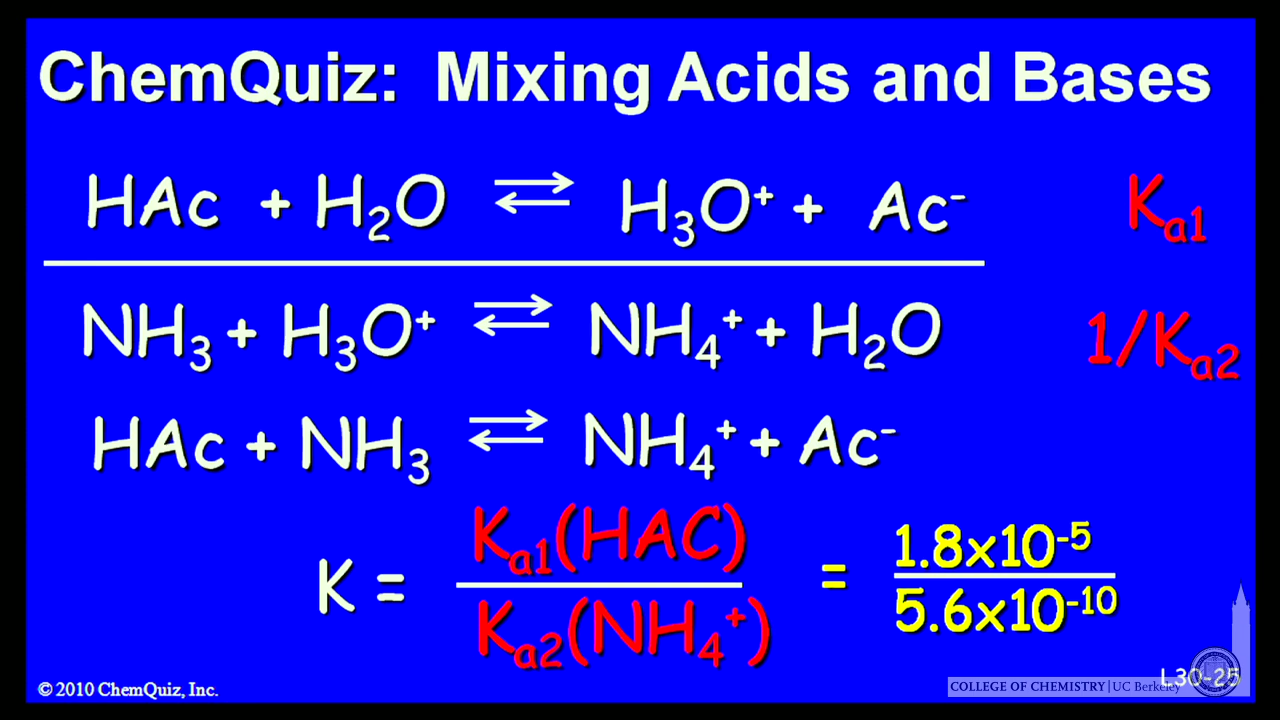 ChemQuiz: Mixing Acids and Bases
HAc + H₂O ⇄ H₃O⁺ + Ac⁻ Kₐ₁
NH₃ + H₃O⁺ ⇄ NH₄⁺ + H₂O 1/Kₐ₂
HAc + NH₃ ⇄ NH₄⁺ + Ac⁻
K = Kₐ₁(HAC) / Kₐ₂(NH₄⁺) = 1.8x10⁻⁵ / 5.6x10⁻¹⁰
L30-25
© 2010 ChemQuiz, Inc.
COLLEGE OF CHEMISTRY | UC Berkeley